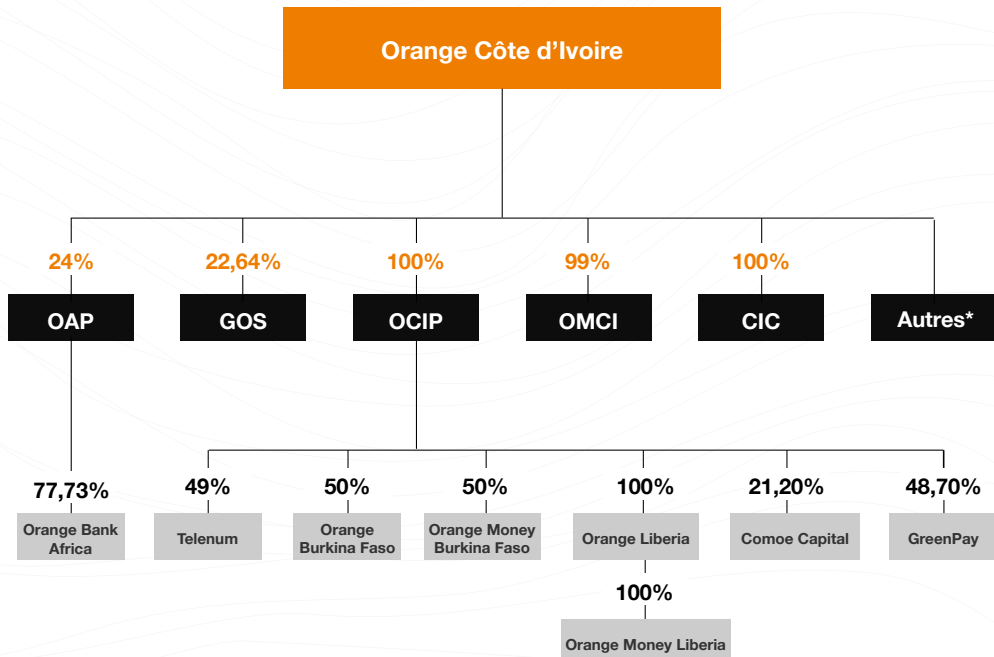 Orange Côte d’Ivoire
24%
22,64%
100%
99%
100%
OAP
GOS
OCIP
OMCI
CIC
Autres*
77,73%
49%
50%
50%
100%
21,20%
48,70%
Orange Bank
Africa
Telenum
Orange
Burkina Faso
Orange Money
Burkina Faso
Orange Liberia
Comoe Capital
GreenPay
100%
Orange Money Liberia